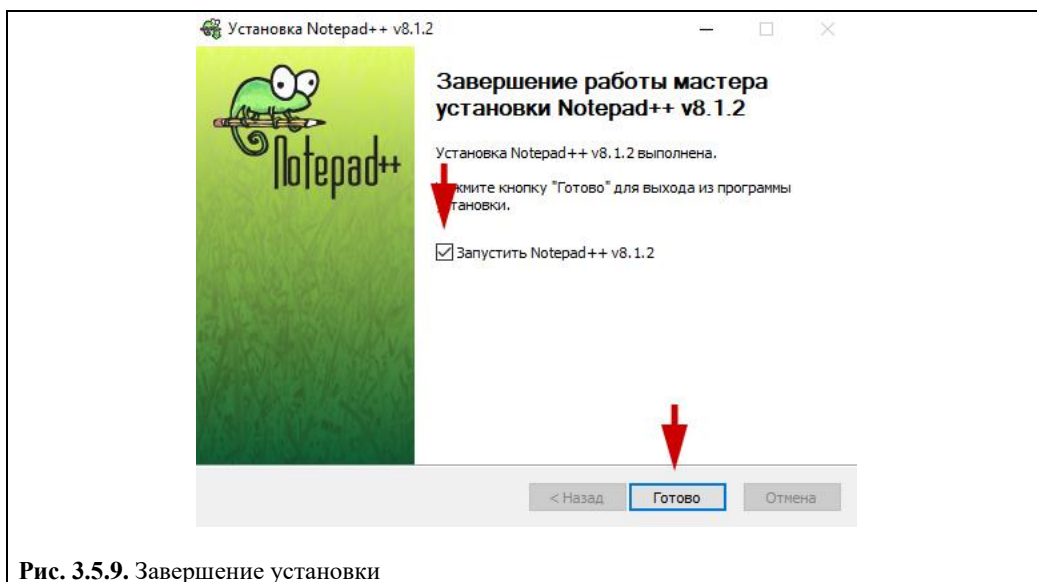 Установка Notepad++ v8.1.2
Завершение работы мастера
установки Notepad++ v8.1.2
Notepad++
Установка Notepad++ v8.1.2 выполнена.
кнопку "Готово" для выхода из программы
Запустить Notepad++ v8.1.2
< Назад Готово Отмена
Рис. 3.5.9. Завершение установки